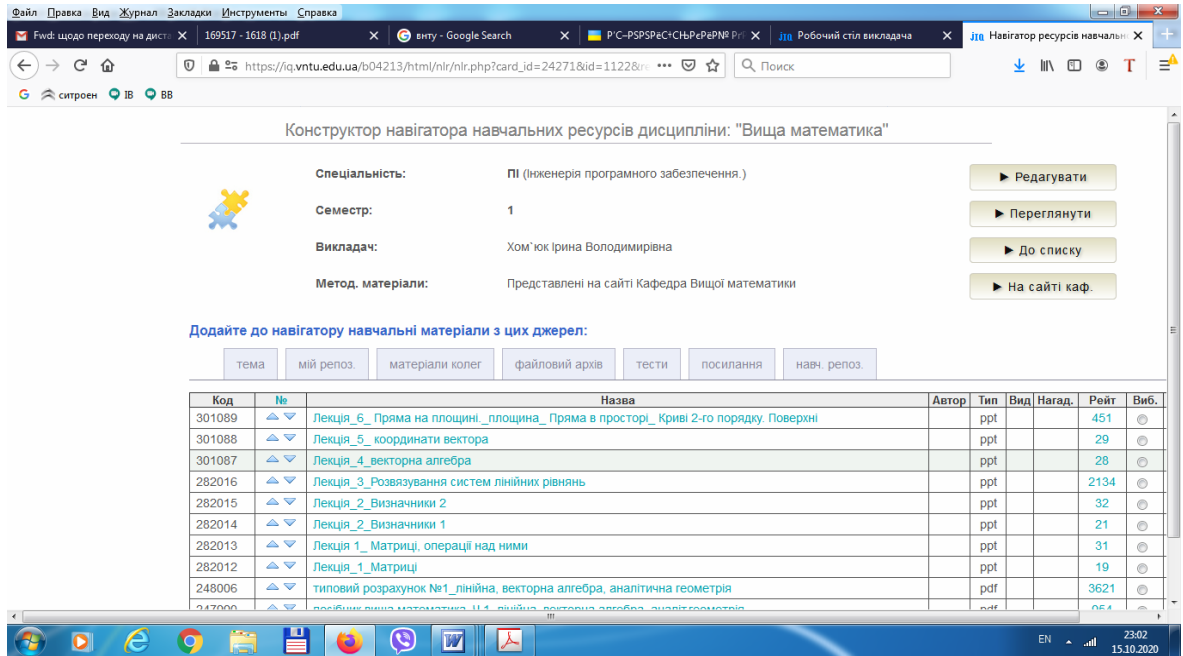 Файл Правка Вид Журнал Закладки Инструменты Справка
Fwd: щодо переходу на диста
169517 - 1618 (1).pdf
внту - Google Search
Робочий стіл викладача
Навігатор ресурсів навчальн
https://iq.vntu.edu.ua/b04213/html/nlr/nlr.php?card_id=24271&id=1122&tr
Поиск
ситроен IB BB
Конструктор навігатора навчальних ресурсів дисципліни: "Вища математика"
Спеціальність: ПІ (Інженерія програмного забезпечення.)
► Редагувати
Семестр: 1
► Переглянути
Викладач: Хом`юк Ірина Володимирівна
► До списку
Метод. матеріали: Представлені на сайті Кафедра Вищої математики
► На сайті каф.
Додайте до навігатору навчальні матеріали з цих джерел:
тема мій репоз. матеріали колег файловий архів тести посилання навч. репоз.
Код № Назва Автор Тип Вид Нагад. Рейт Виб.
301089 Лекція_6_ Пряма на площині._площина_ Пряма в просторі_ Криві 2-го порядку. Поверхні ppt 451
301088 Лекція_5_ координати вектора ppt 29
301087 Лекція_4_векторна алгебра ppt 28
282016 Лекція_3_Розвязування систем лінійних рівнянь ppt 2134
282015 Лекція_2_Визначники 2 ppt 32
282014 Лекція_2_Визначники 1 ppt 21
282013 Лекція 1_ Матриці, операції над ними ppt 31
282012 Лекція_1_Матриці ppt 19
248006 типовий розрахунок №1_лінійна, векторна алгебра, аналітична геометрія pdf 3621
EN 23:02
15.10.2020